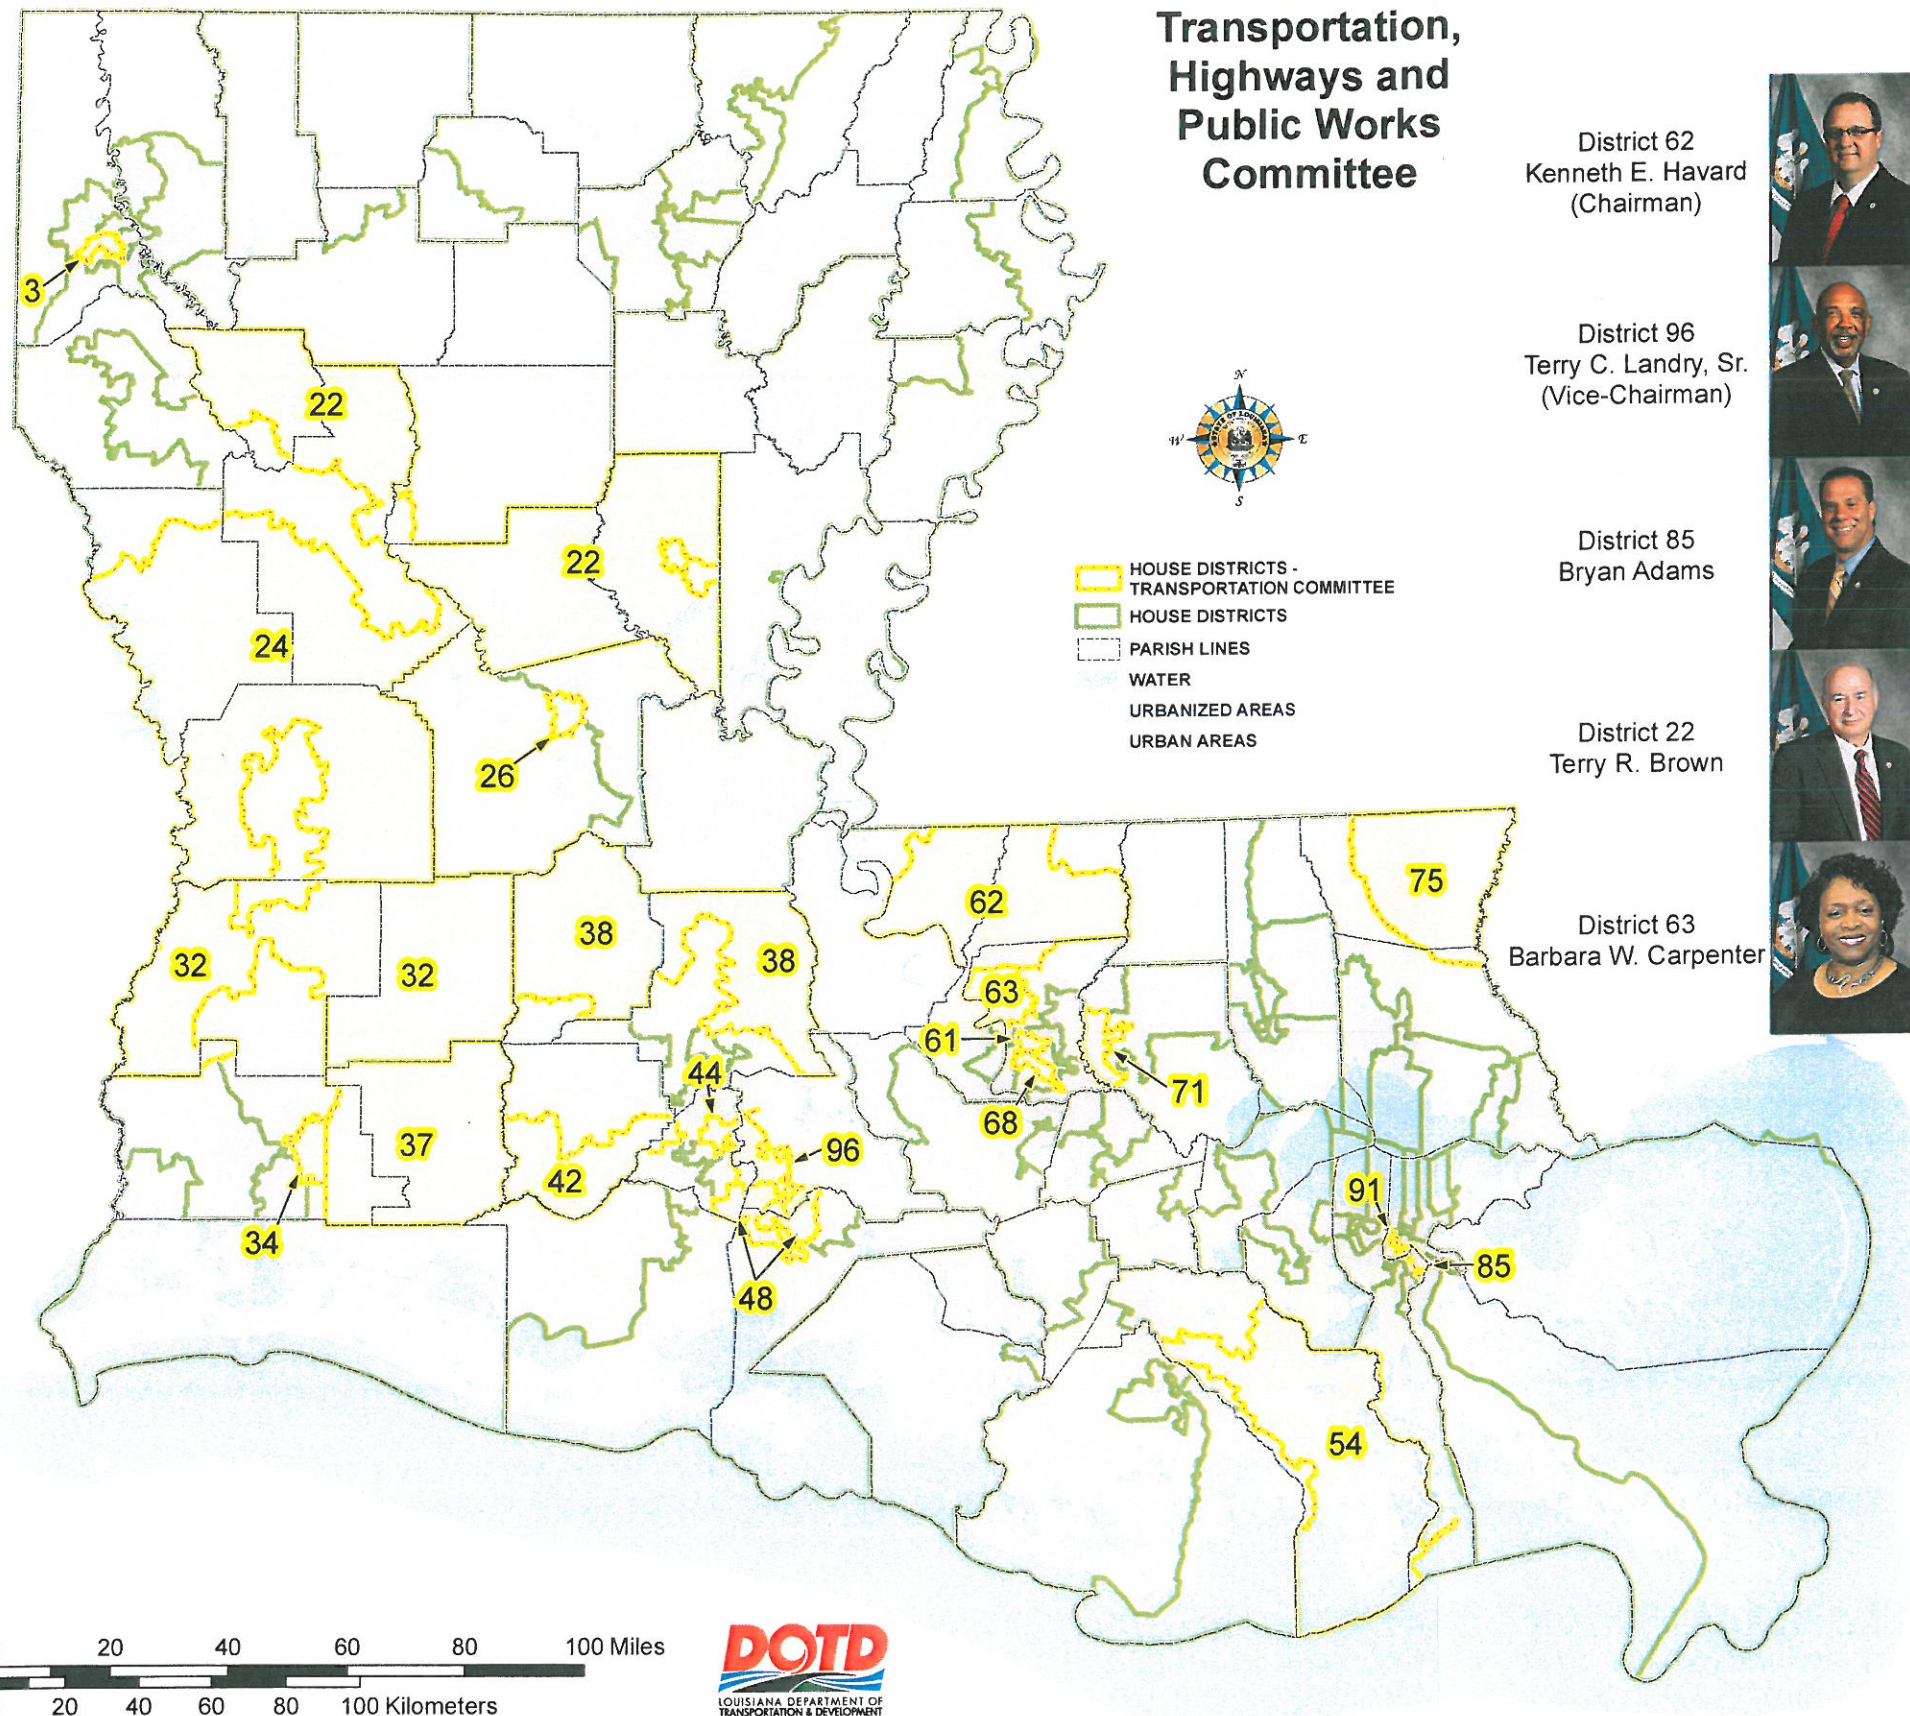 Transportation,
Highways and
Public Works
Committee
District 62
Kenneth E. Havard
(Chairman)
District 96
Terry C. Landry, Sr.
(Vice-Chairman)
District 85
Bryan Adams
District 22
Terry R. Brown
District 63
Barbara W. Carpenter
N
W
E
S
STATE OF LOUISIANA
HOUSE DISTRICTS -
TRANSPORTATION COMMITTEE
HOUSE DISTRICTS
PARISH LINES
WATER
URBANIZED AREAS
URBAN AREAS
3
22
22
24
26
75
62
38
38
32
32
63
61
44
71
68
37
96
42
91
34
85
48
54
20 40 60 80 100 Miles
20 40 60 80 100 Kilometers
DOTD
LOUISIANA DEPARTMENT OF
TRANSPORTATION & DEVELOPMENT